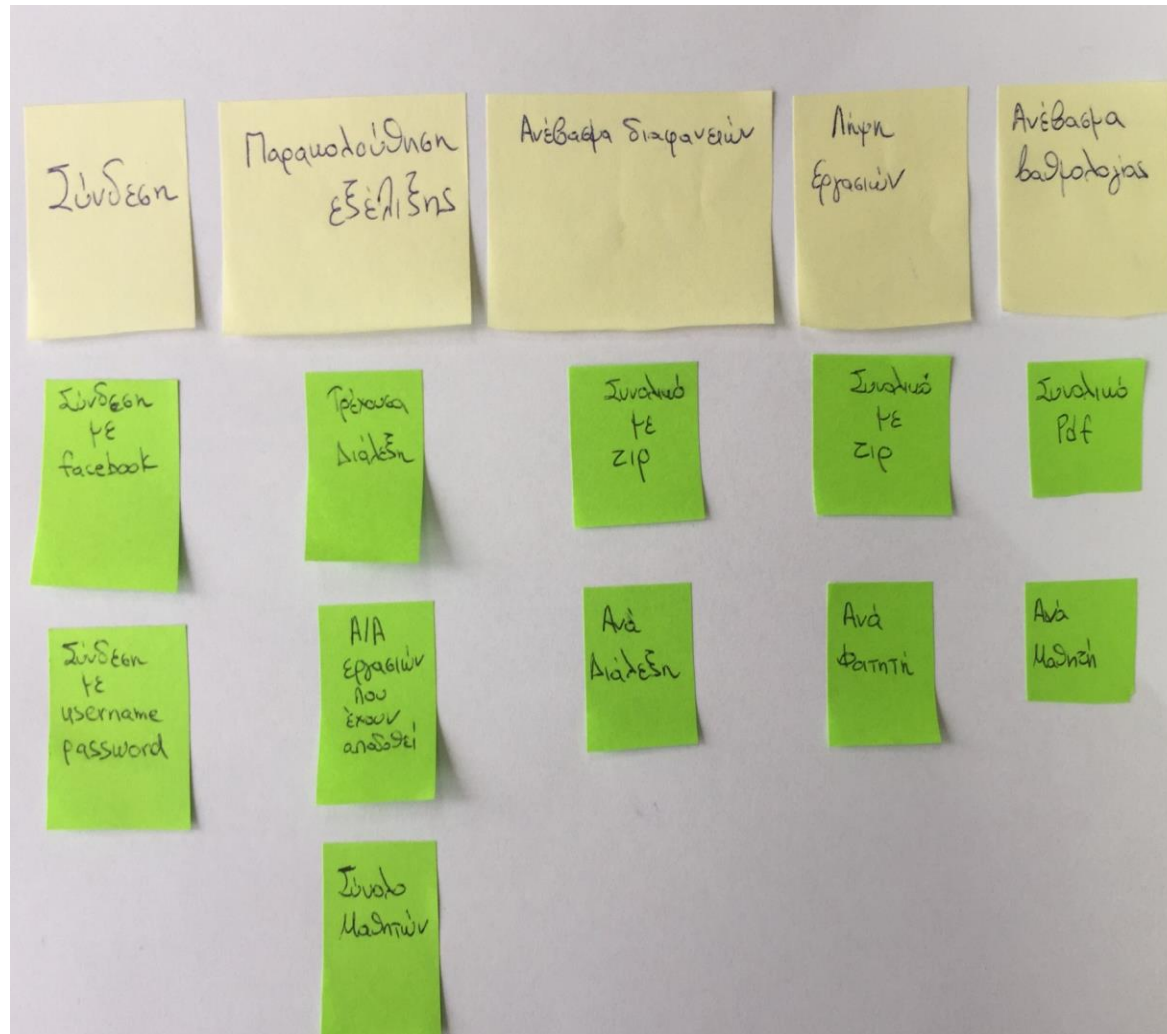 Σύνδεση
Παρακολούθηση
εξέλιξης
Ανέβασμα διαφανειών
Λήψη
εργασιών
Ανέβασμα
βαθμολογίας
Σύνδεση
με
facebook
Τρέχουσα
Διάλεξη
Συνολικό
με
zip
Συνολικό
με
zip
Συνολικό
Pdf
Σύνδεση
με
username
password
Α/Α
εργασιών
που
έχουν
αποδοθεί
Ανά
Διάλεξη
Ανά
Φοιτητή
Ανά
Μαθητή
Σύνολο
Μαθητών